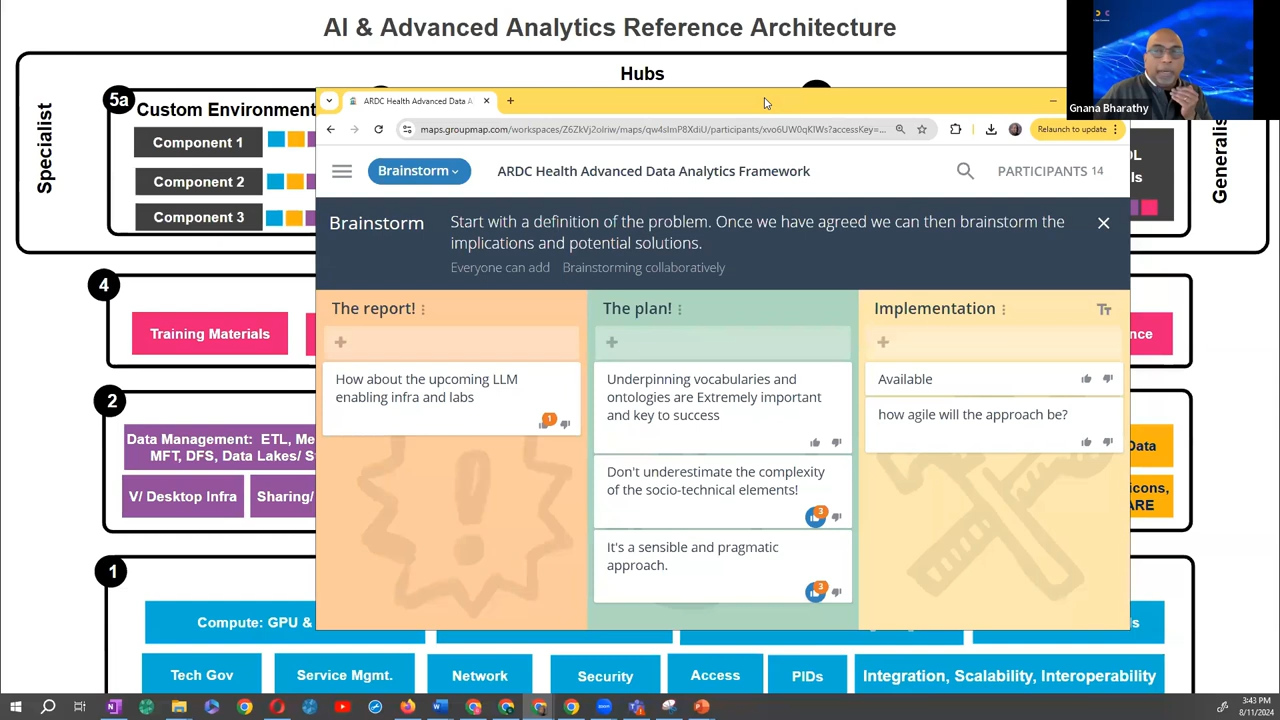 AI & Advanced Analytics Reference Architecture
Hubs
Specialist
5a
Custom Environment
Component 1
Component 2
Component 3
Generalis
ARDC Health Advanced Data A
maps.groupmap.com/workspaces/
Relaunch to update
Brainstorm
ARDC Health Advanced Data Analytics Framework
PARTICIPANTS 14
Brainstorm
Start with a definition of the problem. Once we have agreed we can then brainstorm the
implications and potential solutions.
Everyone can add Brainstorming collaboratively
The report!
How about the upcoming LLM
enabling infra and labs
1
The plan!
Underpinning vocabularies and
ontologies are Extremely important
and key to success
Don't underestimate the complexity
of the socio-technical elements!
3
It's a sensible and pragmatic
approach.
3
Implementation
Available
how agile will the approach be?
4
Training Materials
nce
2
Data Management: ETL, Me
MFT, DFS, Data Lakes/ S
V/ Desktop Infra
Sharing/
Data
icons,
ARE
1
Compute: GPU &
Tech Gov
Service Mgmt.
Network
Security
Access
PIDs
Integration, Scalability, Interoperability
Gnana Bharathy
3:43 PM
8/11/2024